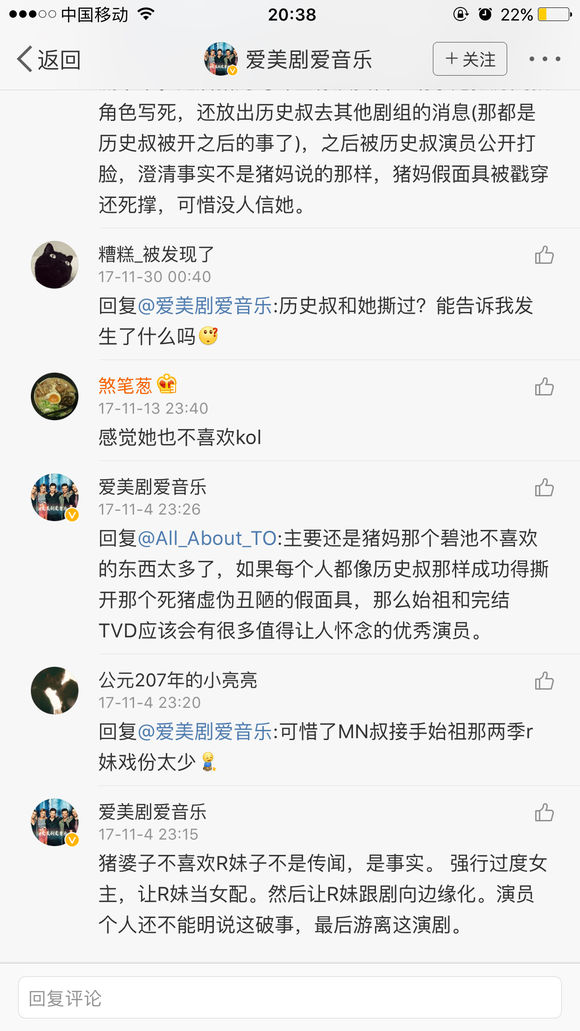 中国移动
20:38
22%
返回
爱美剧爱音乐
+关注
角色写死，还放出历史叔去其他剧组的消息(那都是
历史叔被开之后的事了)，之后被历史叔演员公开打
脸，澄清事实不是猪妈说的那样，猪妈假面具被戳穿
还死撑，可惜没人信她。
糟糕_被发现了
17-11-30 00:40
回复@爱美剧爱音乐:历史叔和她撕过？能告诉我发
生了什么吗
煞笔葱
17-11-13 23:40
感觉她也不喜欢kol
爱美剧爱音乐
17-11-4 23:26
回复@All_About_TO:主要还是猪妈那个碧池不喜欢
的东西太多了，如果每个人都像历史叔那样成功得撕
开那个死猪虚伪丑陋的假面具，那么始祖和完结
TVD应该会有很多值得让人怀念的优秀演员。
公元207年的小亮亮
17-11-4 23:20
回复@爱美剧爱音乐:可惜了MN叔接手始祖那两季r
妹戏份太少
爱美剧爱音乐
17-11-4 23:15
猪婆子不喜欢R妹子不是传闻，是事实。 强行过度女
主，让R妹当女配。然后让R妹跟剧向边缘化。演员
个人还不能明说这破事，最后游离这演剧。
回复评论